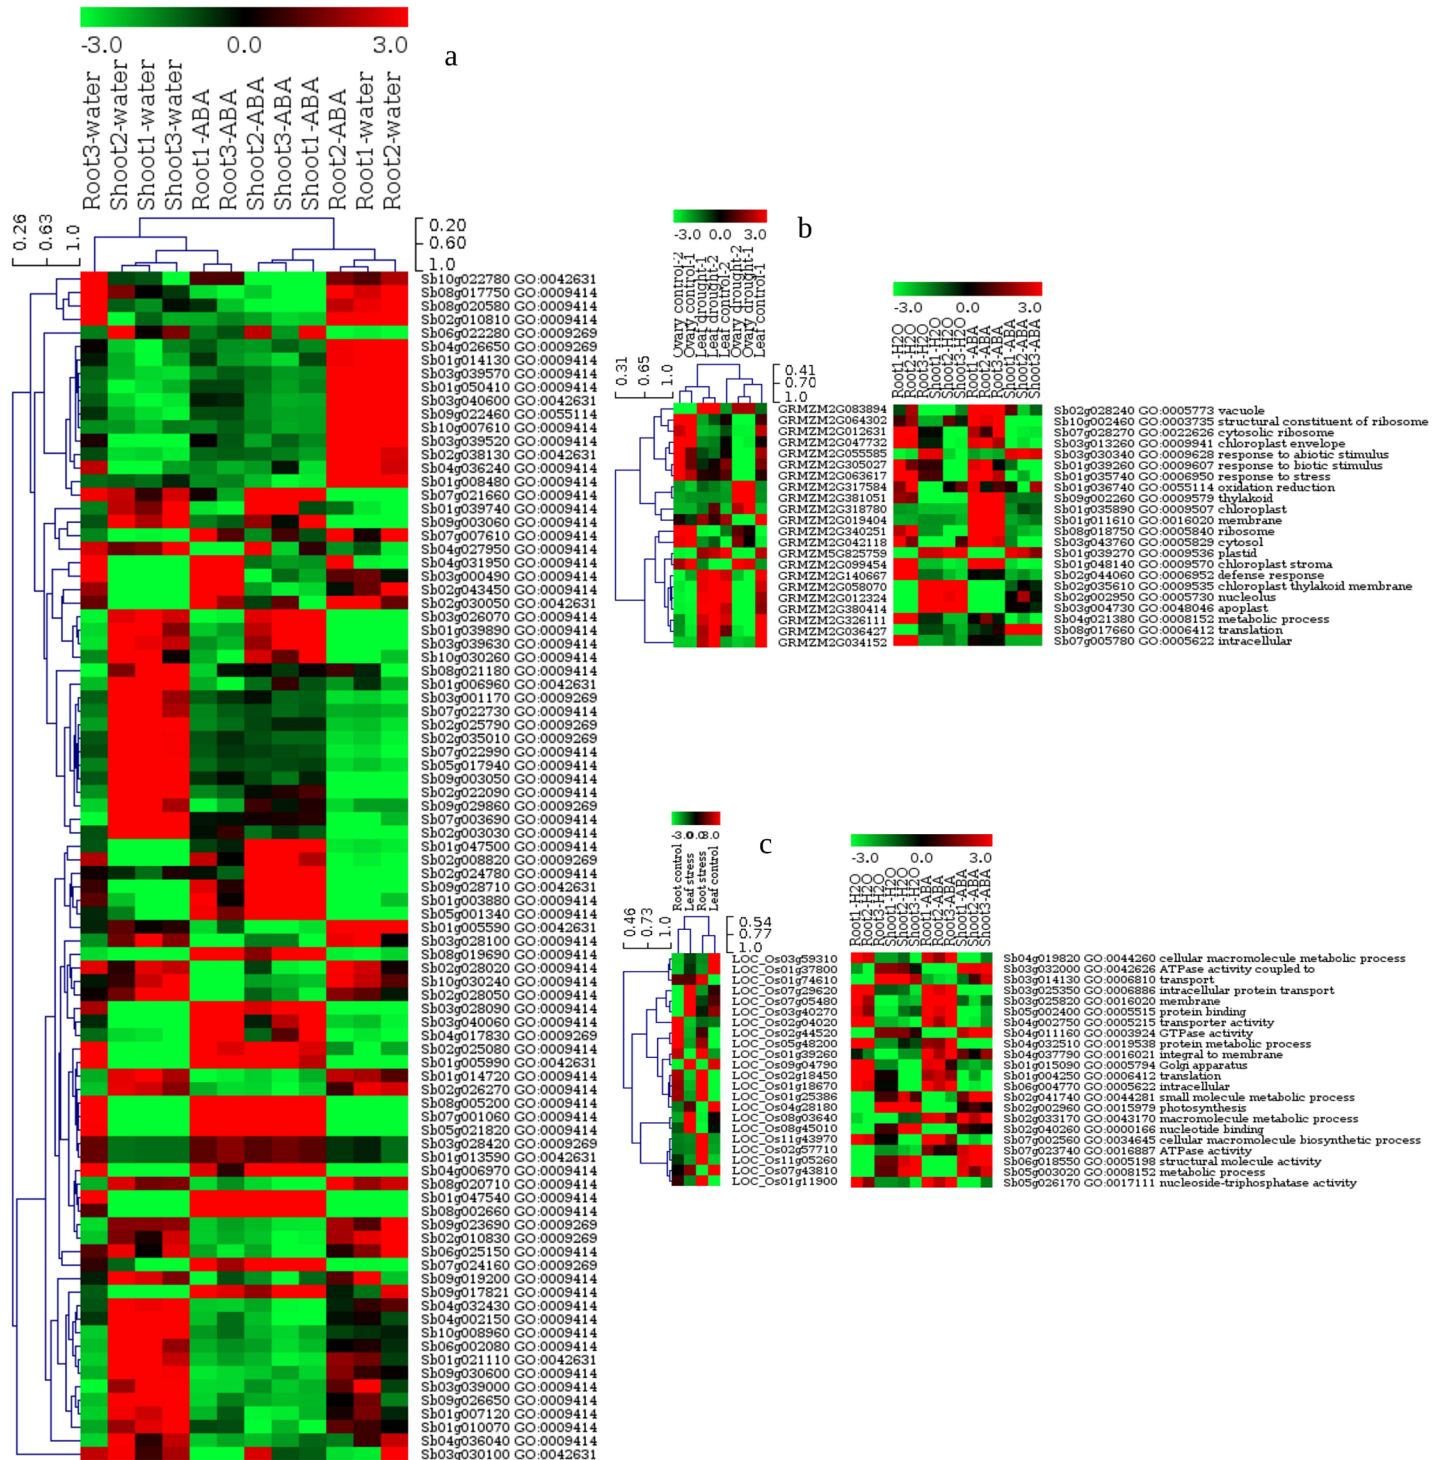 -3.0 0.0 3.0
a
Root3-water
Shoot2-water
Shoot1-water
Shoot3-water
Root1-ABA
Root3-ABA
Shoot2-ABA
Shoot3-ABA
Shoot1-ABA
Root2-ABA
Root1-water
Root2-water
0.26
0.63
1.0
0.20
0.60
1.0
Sb10g022780 GO:0042631
Sb08g017750 GO:0009414
Sb08g020580 GO:0009414
Sb02g010810 GO:0009414
Sb06g022280 GO:0009269
Sb04g026650 GO:0009269
Sb01g014130 GO:0009414
Sb03g039570 GO:0009414
Sb01g050410 GO:0009414
Sb03g040600 GO:0042631
Sb09g022460 GO:0055114
Sb10g007610 GO:0009414
Sb03g039520 GO:0009414
Sb02g038130 GO:0042631
Sb04g036240 GO:0009414
Sb01g008480 GO:0009414
Sb07g021660 GO:0009414
Sb01g039740 GO:0009414
Sb09g003060 GO:0009414
Sb07g007610 GO:0009414
Sb04g027950 GO:0009414
Sb04g031950 GO:0009414
Sb03g000490 GO:0009414
Sb02g043450 GO:0009414
Sb02g030050 GO:0042631
Sb03g026070 GO:0009414
Sb01g039890 GO:0009414
Sb03g039630 GO:0009414
Sb10g030260 GO:0009414
Sb08g021180 GO:0009414
Sb01g006960 GO:0042631
Sb03g001170 GO:0009269
Sb07g022730 GO:0009414
Sb02g025790 GO:0009269
Sb02g035010 GO:0009269
Sb07g022990 GO:0009414
Sb05g017940 GO:0009414
Sb09g003050 GO:0009414
Sb02g022090 GO:0009414
Sb09g029860 GO:0009269
Sb07g003690 GO:0009414
Sb02g003030 GO:0009414
Sb01g047500 GO:0009414
Sb02g008820 GO:0009269
Sb02g024780 GO:0009414
Sb09g028710 GO:0042631
Sb01g003880 GO:0009414
Sb05g001340 GO:0009414
Sb01g005590 GO:0042631
Sb03g028100 GO:0009414
Sb08g019690 GO:0009414
Sb02g028020 GO:0009414
Sb10g030240 GO:0009414
Sb02g028050 GO:0009414
Sb03g028090 GO:0009414
Sb03g040060 GO:0009414
Sb04g017830 GO:0009269
Sb02g025080 GO:0009414
Sb01g005990 GO:0042631
Sb01g014720 GO:0009414
Sb02g026270 GO:0009414
Sb08g005200 GO:0009414
Sb07g001060 GO:0009414
Sb05g021820 GO:0009414
Sb03g028420 GO:0009269
Sb01g013590 GO:0042631
Sb04g006970 GO:0009414
Sb08g020710 GO:0009414
Sb01g047540 GO:0009414
Sb08g002660 GO:0009414
Sb09g023690 GO:0009269
Sb02g010830 GO:0009269
Sb06g025150 GO:0009414
Sb07g024160 GO:0009269
Sb09g019200 GO:0009414
Sb09g017821 GO:0009414
Sb04g032430 GO:0009414
Sb04g002150 GO:0009414
Sb10g008960 GO:0009414
Sb06g002080 GO:0009414
Sb01g021110 GO:0042631
Sb09g030600 GO:0009414
Sb03g039000 GO:0009414
Sb09g026650 GO:0009414
Sb01g007120 GO:0009414
Sb01g010070 GO:0009414
Sb04g036040 GO:0009414
Sb03g030100 GO:0042631
b
-3.0 0.0 3.0
Ovary control-2
Ovary control-1
Leaf drought-1
Leaf drought-2
Leaf control-2
Ovary drought-2
Ovary drought-1
Leaf control-1
0.31
0.65
1.0
0.41
0.70
1.0
GRMZM2G083894
GRMZM2G064302
GRMZM2G012631
GRMZM2G047732
GRMZM2G055585
GRMZM2G305027
GRMZM2G063617
GRMZM2G317584
GRMZM2G381051
GRMZM2G318780
GRMZM2G019404
GRMZM2G340251
GRMZM2G042118
GRMZM5G825759
GRMZM2G099454
GRMZM2G140667
GRMZM2G058070
GRMZM2G012324
GRMZM2G380414
GRMZM2G326111
GRMZM2G036427
GRMZM2G034152
-3.0 0.0 3.0
Root1-H2O
Root2-H2O
Root3-H2O
Shoot1-H2O
Shoot2-H2O
Shoot3-H2O
Root1-ABA
Root2-ABA
Root3-ABA
Shoot1-ABA
Shoot2-ABA
Shoot3-ABA
Sb02g028240 GO:0005773 vacuole
Sb10g002460 GO:0003735 structural constituent of ribosome
Sb07g028270 GO:0022626 cytosolic ribosome
Sb03g013260 GO:0009941 chloroplast envelope
Sb03g030340 GO:0009628 response to abiotic stimulus
Sb01g039260 GO:0009607 response to biotic stimulus
Sb01g035740 GO:0006950 response to stress
Sb01g036740 GO:0055114 oxidation reduction
Sb09g002260 GO:0009579 thylakoid
Sb01g035890 GO:0009507 chloroplast
Sb01g011610 GO:0016020 membrane
Sb08g018750 GO:0005840 ribosome
Sb03g043760 GO:0005829 cytosol
Sb01g039270 GO:0009536 plastid
Sb01g048140 GO:0009570 chloroplast stroma
Sb02g044060 GO:0006952 defense response
Sb02g035610 GO:0009535 chloroplast thylakoid membrane
Sb02g002950 GO:0005730 nucleolus
Sb03g004730 GO:0048046 apoplast
Sb04g021380 GO:0008152 metabolic process
Sb08g017660 GO:0006412 translation
Sb07g005780 GO:0005622 intracellular
c
-3.0 0.0 3.0
Root control
Leaf stress
Root stress
Leaf control
0.46
0.73
1.0
0.54
0.77
1.0
LOC_Os03g59310
LOC_Os01g37800
LOC_Os01g74610
LOC_Os07g29620
LOC_Os07g05480
LOC_Os03g40270
LOC_Os02g04020
LOC_Os02g44520
LOC_Os05g48200
LOC_Os01g39260
LOC_Os09g04790
LOC_Os02g18450
LOC_Os01g18670
LOC_Os01g25386
LOC_Os04g28180
LOC_Os08g03640
LOC_Os08g45010
LOC_Os11g43970
LOC_Os02g57710
LOC_Os11g05260
LOC_Os07g43810
LOC_Os01g11900
-3.0 0.0 3.0
Root1-H2O
Root2-H2O
Root3-H2O
Shoot1-H2O
Shoot2-H2O
Shoot3-H2O
Root1-ABA
Root2-ABA
Root3-ABA
Shoot1-ABA
Shoot2-ABA
Shoot3-ABA
Sb04g019820 GO:0044260 cellular macromolecule metabolic process
Sb03g032000 GO:0042626 ATPase activity coupled to
Sb03g014130 GO:0006810 transport
Sb03g025350 GO:0006886 intracellular protein transport
Sb03g025820 GO:0016020 membrane
Sb05g002400 GO:0005515 protein binding
Sb04g002750 GO:0005215 transporter activity
Sb04g011160 GO:0003924 GTPase activity
Sb04g032510 GO:0019538 protein metabolic process
Sb04g037790 GO:0016021 integral to membrane
Sb01g015090 GO:0005794 Golgi apparatus
Sb01g004250 GO:0006412 translation
Sb06g004770 GO:0005622 intracellular
Sb02g041740 GO:0044281 small molecule metabolic process
Sb02g002960 GO:0015979 photosynthesis
Sb02g033170 GO:0043170 macromolecule metabolic process
Sb02g040260 GO:0000166 nucleotide binding
Sb07g002560 GO:0034645 cellular macromolecule biosynthetic process
Sb07g023740 GO:0016887 ATPase activity
Sb06g018550 GO:0005198 structural molecule activity
Sb05g003020 GO:0008152 metabolic process
Sb05g026170 GO:0017111 nucleoside-triphosphatase activity